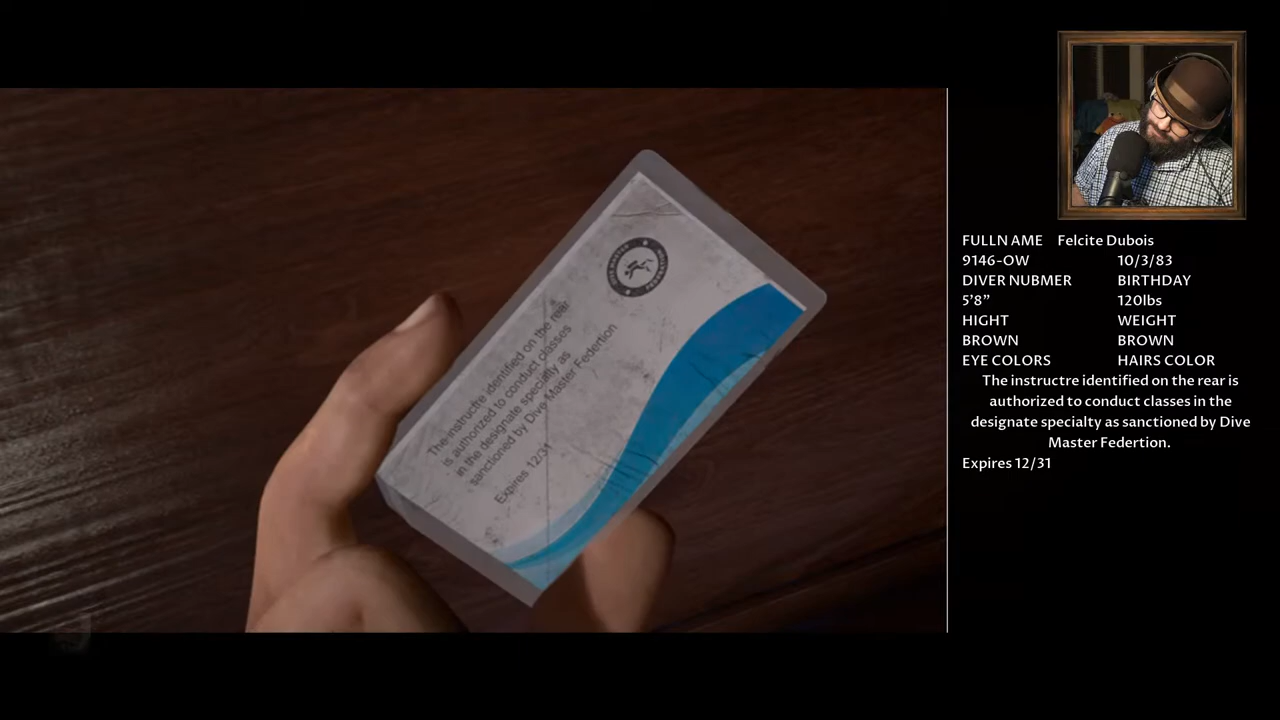 The instructre identified on the rear
is authorized to conduct classes
in the designate specialty as
sanctioned by Dive Master Federtion
Expires 12/31
FULLN AME Felcite Dubois
9146-OW 10/3/83
DIVER NUBMER BIRTHDAY
5'8” 120lbs
HIGHT WEIGHT
BROWN BROWN
EYE COLORS HAIRS COLOR
The instructre identified on the rear is
authorized to conduct classes in the
designate specialty as sanctioned by Dive
Master Federtion.
Expires 12/31